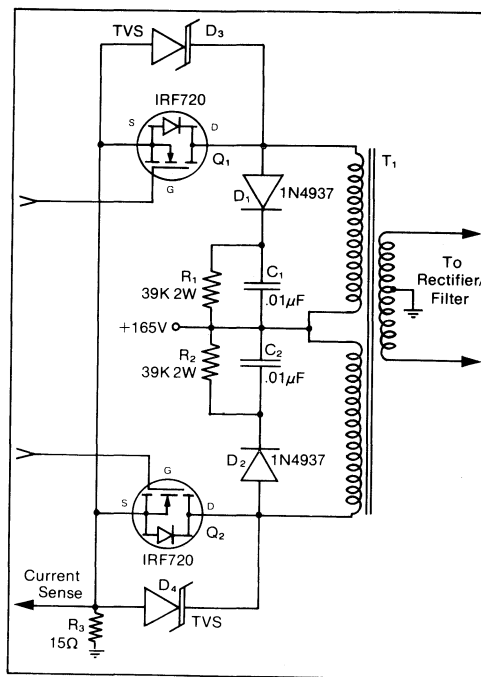 TVS
D3
IRF720
S
D
Q1
G
T1
D1
1N4937
R1
39K 2W
C1
.01µF
To
Rectifier/
Filter
+165V
R2
39K 2W
C2
.01µF
D2
1N4937
G
S
D
Q2
IRF720
Current
Sense
D4
TVS
R3
15Ω